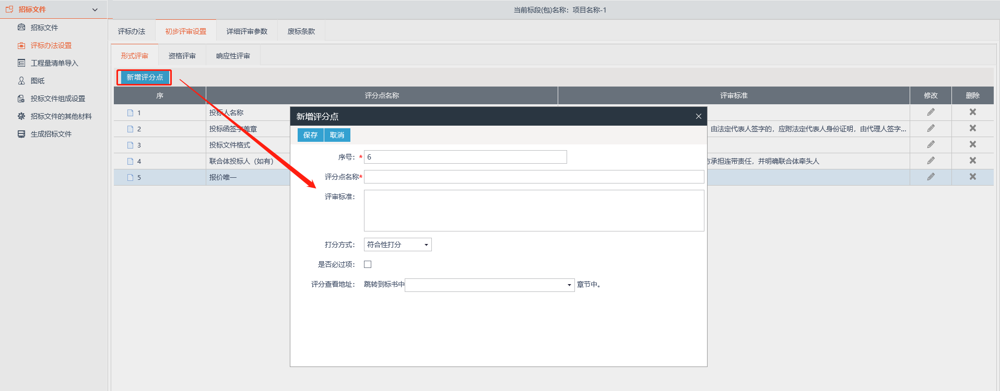 招标文件
当前标段(包)名称：项目名称-1
招标文件
评标办法设置
工程量清单导入
图纸
投标文件组成设置
招标文件的其他材料
生成招标文件
评标办法 初步评审设置 详细评审参数 废标条款
形式评审 资格评审 响应性评审
新增评分点
序 评分点名称 评审标准 修改 删除
1 投标人名称
2 投标函签字盖章 由法定代表人签字的，应附法定代表人身份证明，由代理人签字...
3 投标文件格式
4 联合体投标人（如有） 承担连带责任，并明确联合体牵头人
5 报价唯一
新增评分点
保存 取消
序号：* 6
评分点名称*
评审标准：
打分方式： 符合性打分
是否必过项：
评分查看地址： 跳转到标书中 章节中。